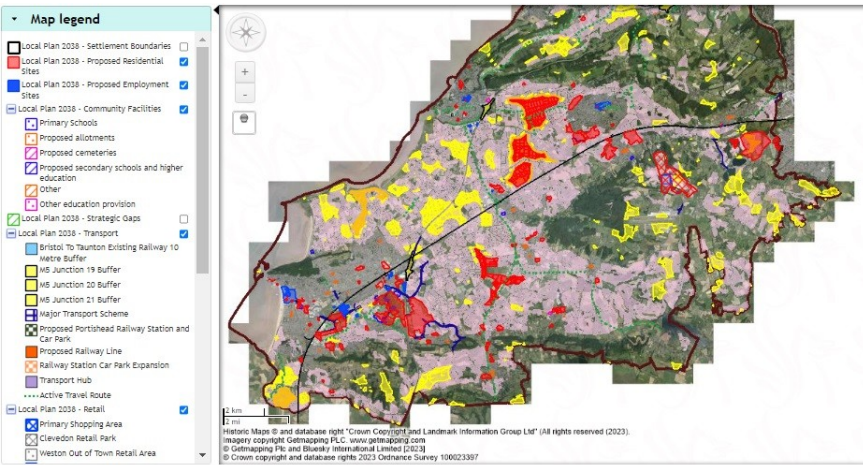 Map legend
Local Plan 2038 - Settlement Boundaries
Local Plan 2038 - Proposed Residential
Sites
Local Plan 2038 - Proposed Employment
Sites
Local Plan 2038 - Community Facilities
Primary Schools
Proposed allotments
Proposed cemeteries
Proposed secondary schools and higher
education
Other
Other education provision
Local Plan 2038 - Strategic Gaps
Local Plan 2038 - Transport
Bristol To Taunton Existing Railway 10
Metre Buffer
M5 Junction 19 Buffer
M5 Junction 20 Buffer
M5 Junction 21 Buffer
Major Transport Scheme
Proposed Portishead Railway Station and
Car Park
Proposed Railway Line
Railway Station Car Park Expansion
Transport Hub
Active Travel Route
Local Plan 2038 - Retail
Primary Shopping Area
Clevedon Retail Park
Weston Out of Town Retail Area
+
-
2 km
2 mi
Historic Maps © and database right "Crown Copyright and Landmark Information Group Ltd" (All rights reserved (2023).
Imagery copyright Getmapping PLC. www.getmapping.com
© Getmapping Plc and Bluesky International Limited [2023]
© Crown copyright and database rights 2023 Ordnance Survey 100023397